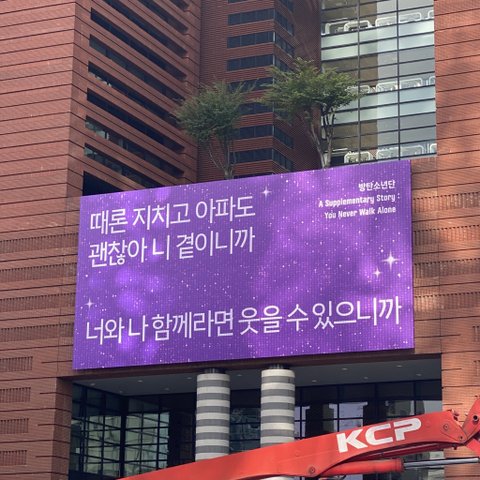 때론 지치고 아파도
괜찮아 니 곁이니까
방탄소년단
A Supplementary Story :
You Never Walk Alone
너와 나 함께라면 웃을 수 있으니까
KCP